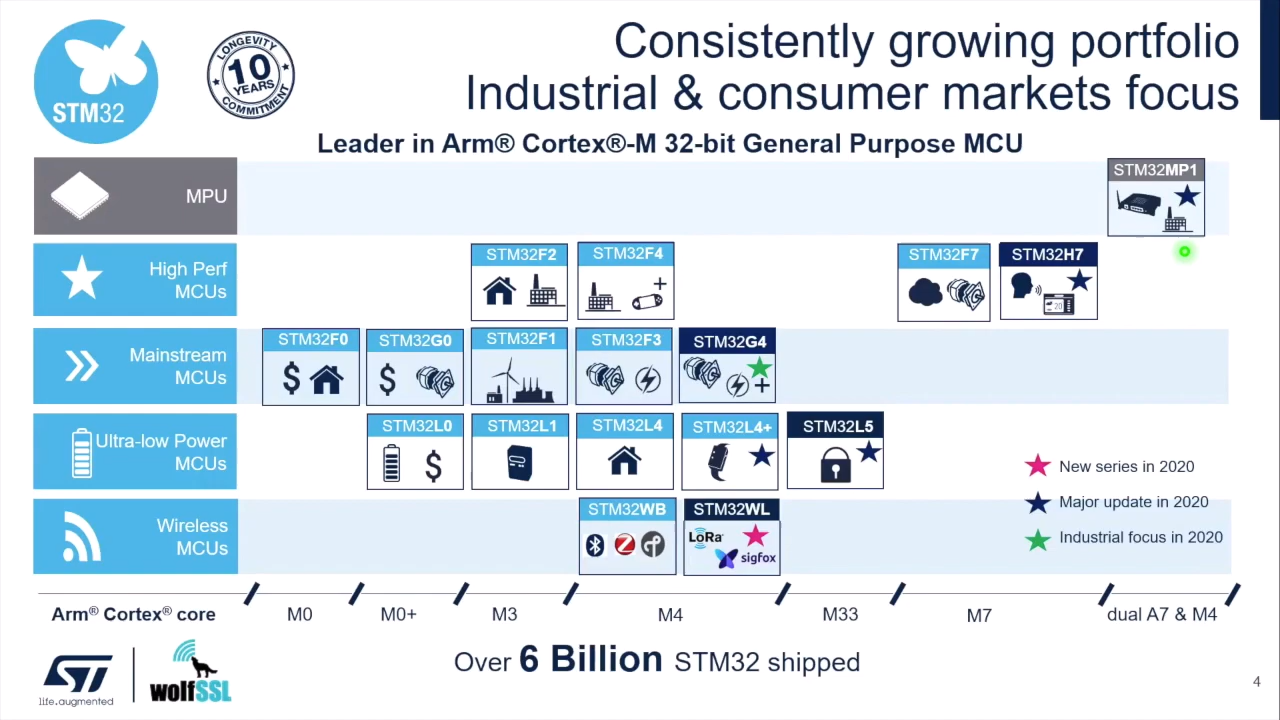 Consistently growing portfolio
Industrial & consumer markets focus
STM32
LONGEVITY
10
YEARS
COMMITMENT
Leader in Arm® Cortex®-M 32-bit General Purpose MCU
MPU
STM32MP1
High Perf
MCUs
STM32F2
STM32F4
STM32F7
STM32H7
20
Mainstream
MCUs
STM32F0
STM32G0
STM32F1
STM32F3
STM32G4
$
$
+
+
Ultra-low Power
MCUs
STM32L0
STM32L1
STM32L4
STM32L4+
STM32L5
$
New series in 2020
Major update in 2020
Industrial focus in 2020
Wireless
MCUs
STM32WB
STM32WL
LoRa
sigfox
Arm® Cortex® core
M0
M0+
M3
M4
M33
M7
dual A7 & M4
ST
life.augmented
wolfSSL
Over 6 Billion STM32 shipped
4